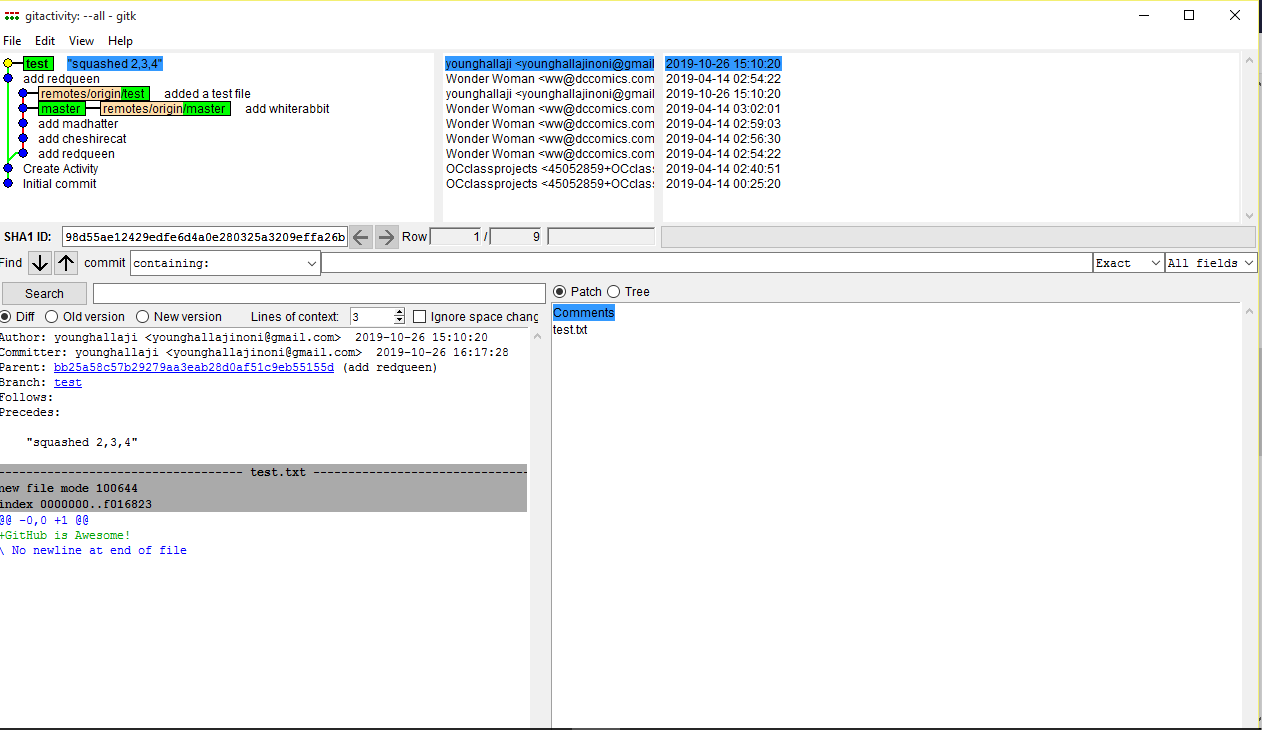 gitactivity: --all - gitk
File Edit View Help
test "squashed 2,3,4" younghallaji <younghallajinoni@gmail 2019-10-26 15:10:20
add redqueen Wonder Woman <ww@dccomics.com 2019-04-14 02:54:22
remotes/origin/test added a test file younghallaji <younghallajinoni@gmail 2019-10-26 15:10:20
master remotes/origin/master add whiterabbit Wonder Woman <ww@dccomics.com 2019-04-14 03:02:01
add madhatter Wonder Woman <ww@dccomics.com 2019-04-14 02:59:03
add cheshirecat Wonder Woman <ww@dccomics.com 2019-04-14 02:56:30
add redqueen Wonder Woman <ww@dccomics.com 2019-04-14 02:54:22
Create Activity OCclassprojects <45052859+OCclass 2019-04-14 02:40:51
Initial commit OCclassprojects <45052859+OCclass 2019-04-14 00:25:20
SHA1 ID: 98d55ae12429edfe6d4a0e280325a3209effa26b Row 1 / 9
Find commit containing: Exact All fields
Search Patch Tree
Diff Old version New version Lines of context: 3 Ignore space chang
Comments
test.txt
Author: younghallaji <younghallajinoni@gmail.com> 2019-10-26 15:10:20
Committer: younghallaji <younghallajinoni@gmail.com> 2019-10-26 16:17:28
Parent: bb25a58c57b29279aa3eab28d0af51c9eb55155d (add redqueen)
Branch: test
Follows:
Precedes:
"squashed 2,3,4"
----------------------------------- test.txt -------------------------------
new file mode 100644
index 0000000..f016823
@@ -0,0 +1 @@
+GitHub is Awesome!
\ No newline at end of file